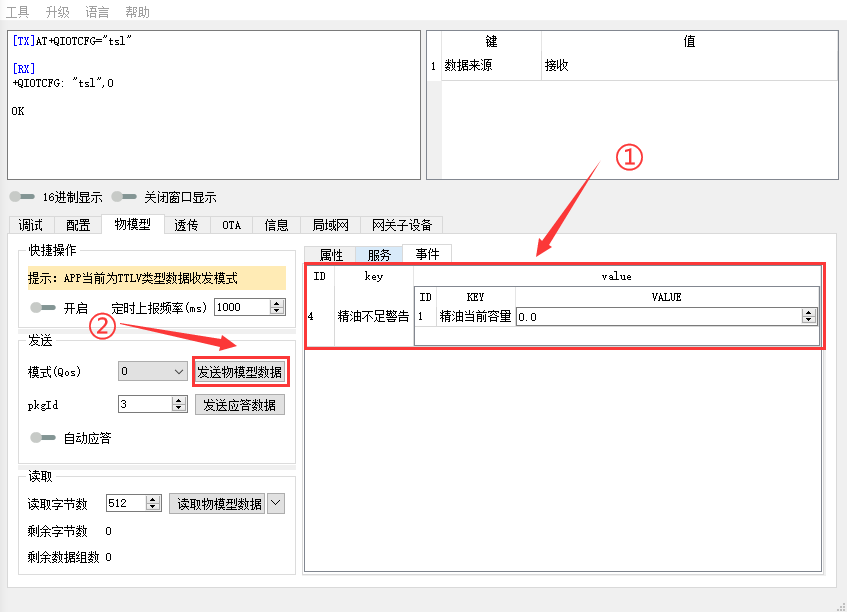 工具 升级 语言 帮助
[TX]AT+QIOTCFG="tsl"
[RX]
+QIOTCFG: "tsl",0
OK
键 值
1 数据来源 接收
①
16进制显示 关闭窗口显示
调试 配置 物模型 透传 OTA 信息 局域网 网关子设备
快捷操作
提示: APP当前为TTLV类型数据收发模式
开启 定时上报频率(ms) 1000
②
发送
模式(Qos) 0 发送物模型数据
pkgId 3 发送应答数据
自动应答
读取
读取字节数 512 读取物模型数据
剩余字节数 0
剩余数据组数 0
属性 服务 事件
ID key value
ID KEY VALUE
4 精油不足警告 1 精油当前容量 0.0